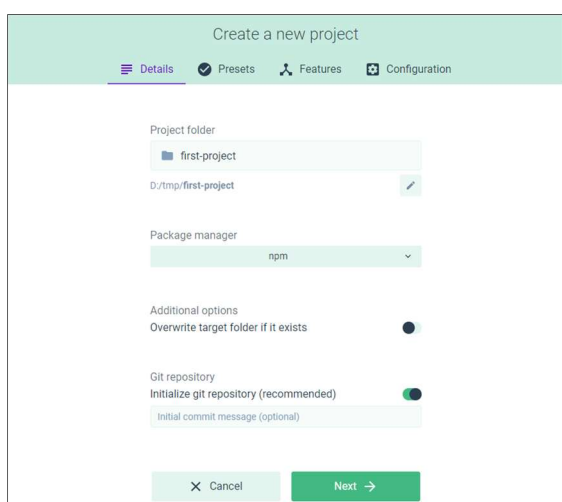 Create a new project
Details Presets Features Configuration
Project folder
first-project
D:/tmp/first-project
Package manager
npm
Additional options
Overwrite target folder if it exists
Git repository
Initialize git repository (recommended)
Initial commit message (optional)
Cancel Next